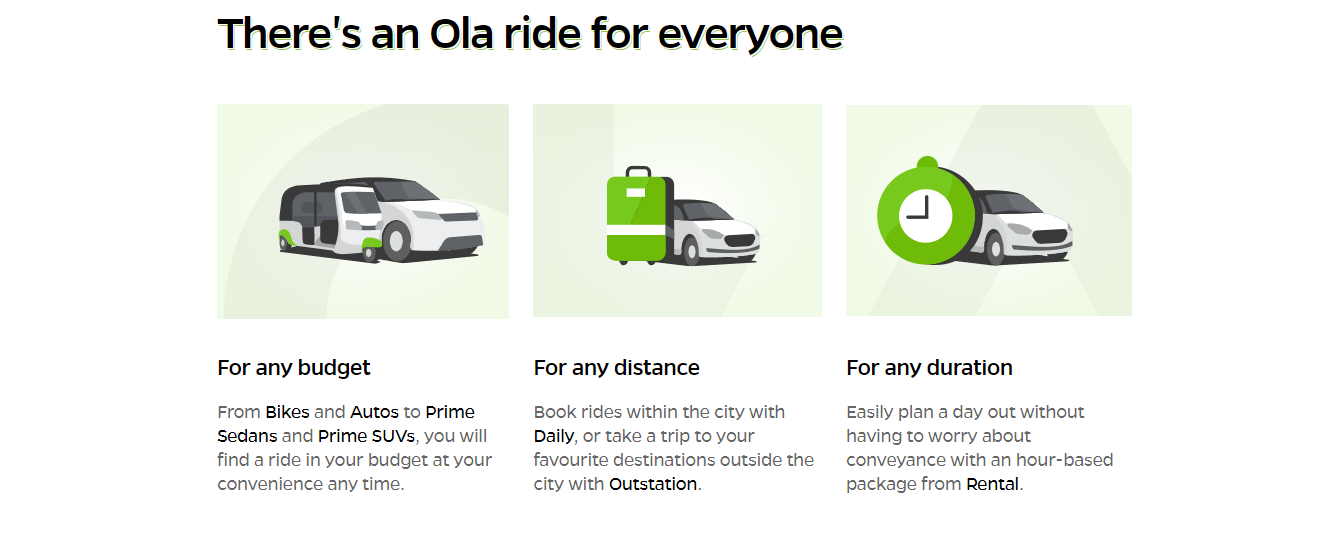 There's an Ola ride for everyone
For any budget
From Bikes and Autos to Prime
Sedans and Prime SUVs, you will
find a ride in your budget at your
convenience any time.
For any distance
Book rides within the city with
Daily, or take a trip to your
favourite destinations outside the
city with Outstation.
For any duration
Easily plan a day out without
having to worry about
conveyance with an hour-based
package from Rental.